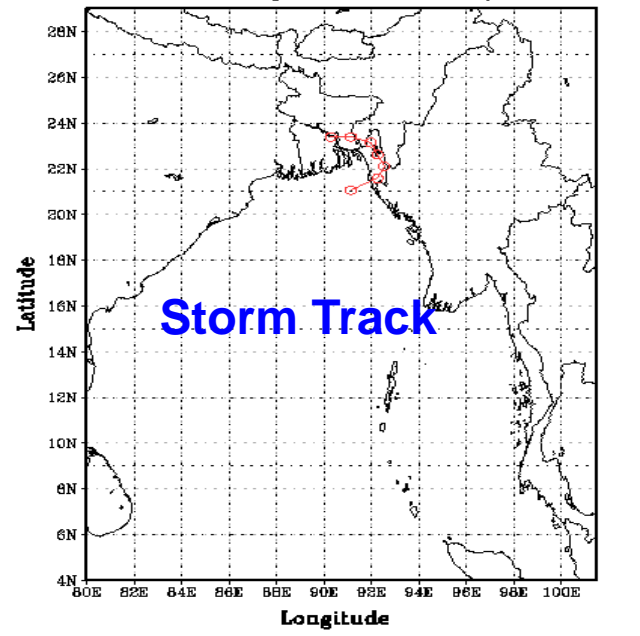 28N
26N
24N
22N
20N
18N
16N
14N
12N
10N
8N
6N
4N
Latitude
Storm Track
80E 82E 84E 86E 88E 90E 92E 94E 96E 98E 100E
Longitude